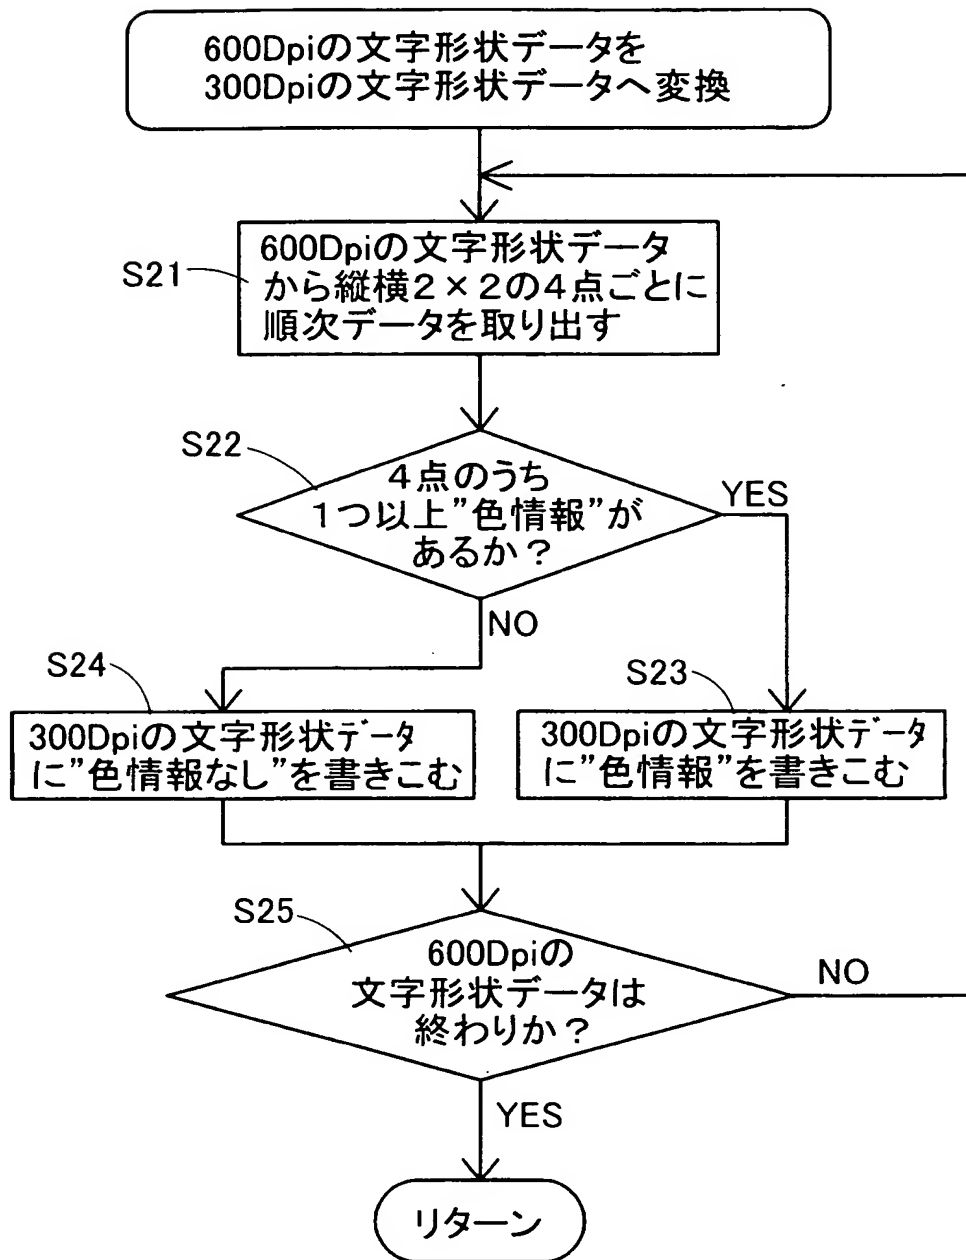 600Dpiの文字形状データを
300Dpiの文字形状データへ変換
S21
600Dpiの文字形状データ
から縦横2×2の4点ごとに
順次データを取り出す
S22
4点のうち
1つ以上”色情報”が
あるか?
YES
NO
S24
300Dpiの文字形状データ
に”色情報なし”を書きこむ
S23
300Dpiの文字形状データ
に”色情報”を書きこむ
S25
600Dpiの
文字形状データは
終わりか?
NO
YES
リターン